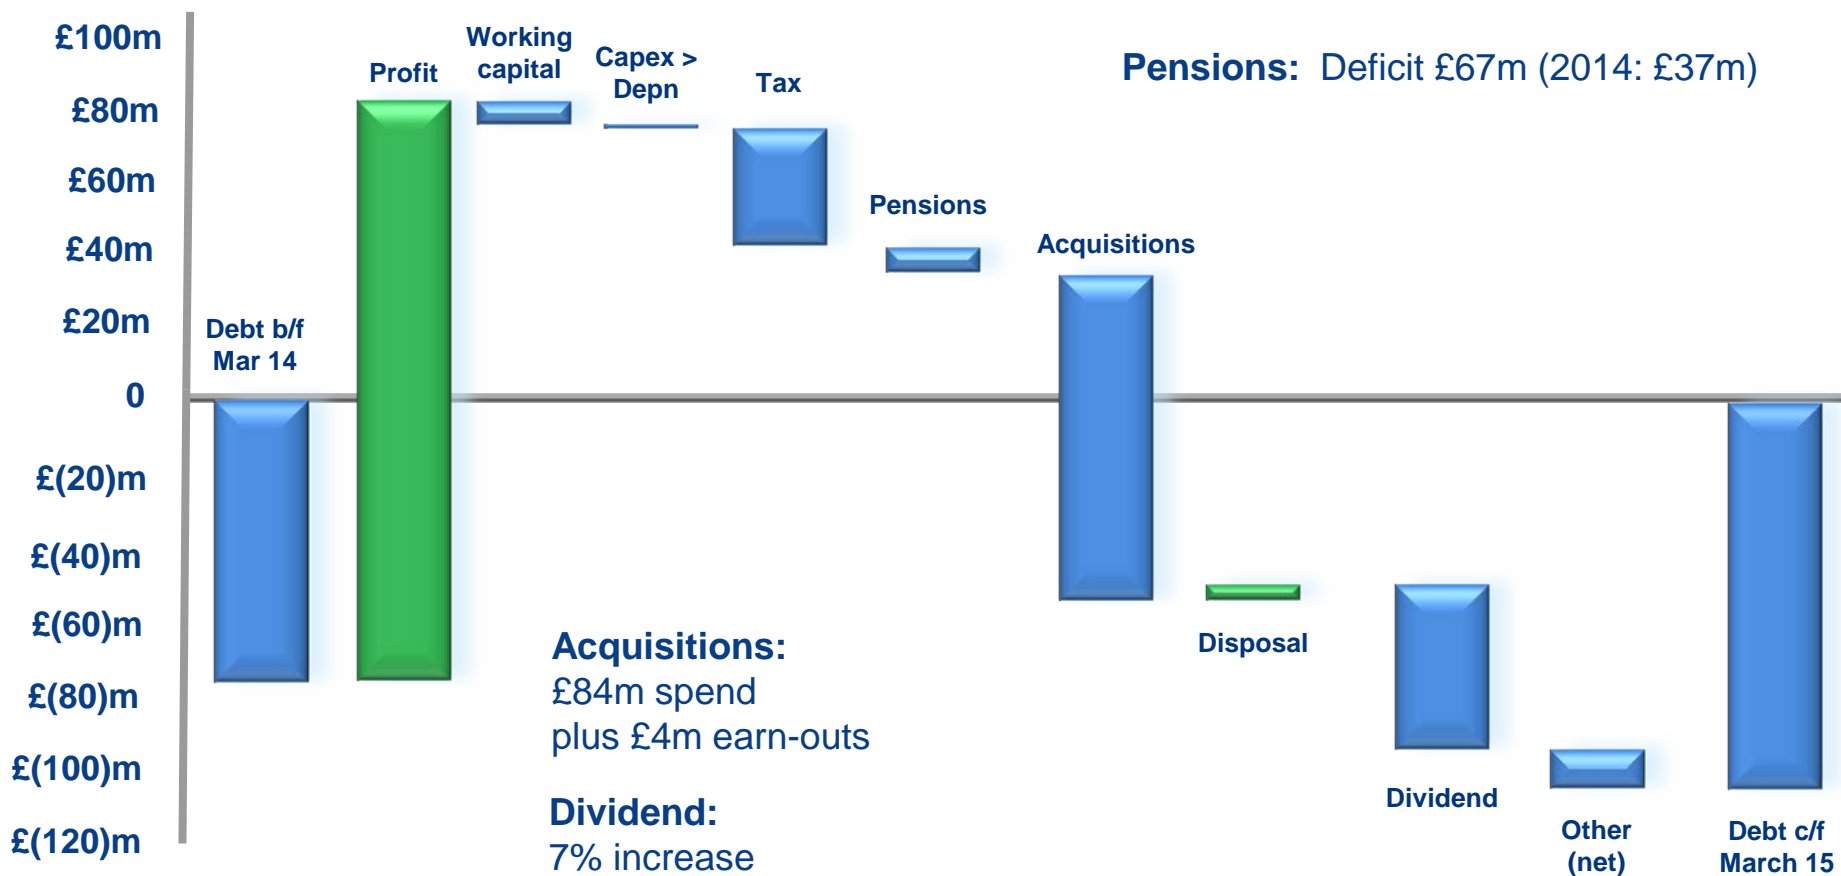 £100m
£80m
£60m
£40m
£20m
0
£(20)m
£(40)m
£(60)m
£(80)m
£(100)m
£(120)m
Debt b/f
Mar 14
Profit
Working
capital
Capex >
Depn
Tax
Pensions
Acquisitions
Disposal
Dividend
Other
(net)
Debt c/f
March 15
Pensions: Deficit £67m (2014: £37m)
Acquisitions:
£84m spend
plus £4m earn-outs
Dividend:
7% increase